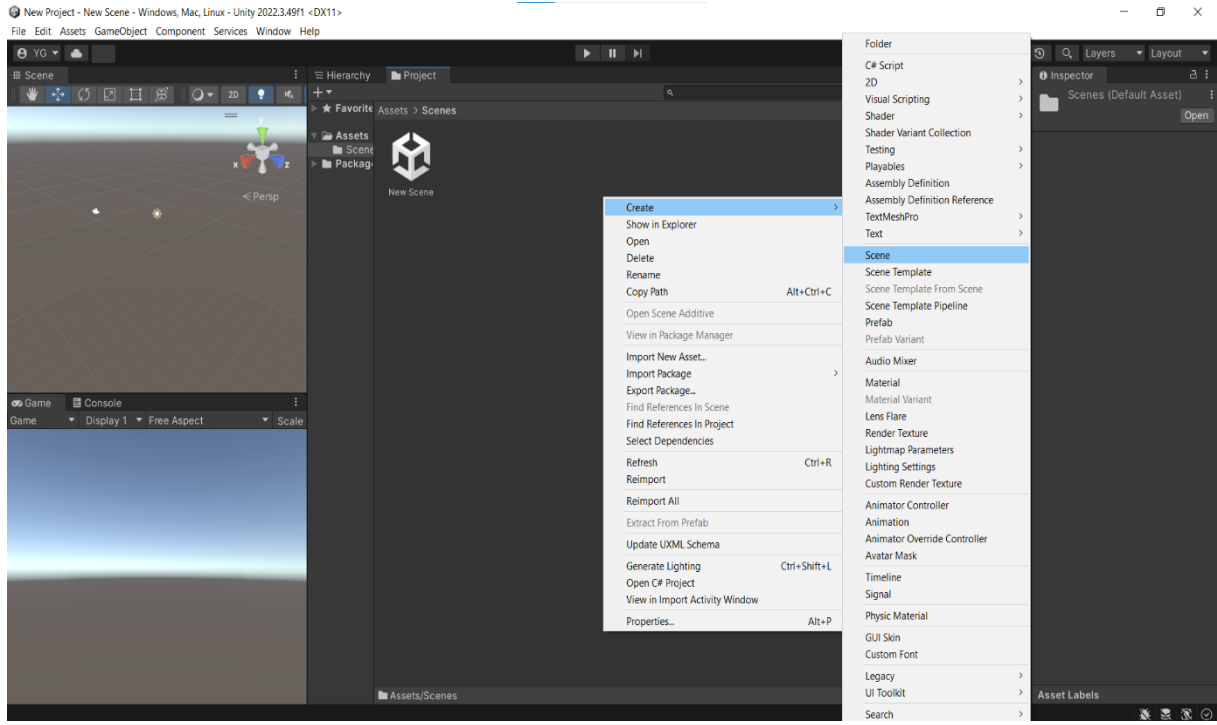 New Project - New Scene - Windows, Mac, Linux - Unity 2022.3.49f1 <DX11>
File Edit Assets GameObject Component Services Window Help
YG
Layers
Layout
Scene
Hierarchy
Project
Inspector
2D
Favorite
Assets > Scenes
Scenes (Default Asset)
Open
Assets
Scene
Packag
Y
x
z
Persp
New Scene
Create
Show in Explorer
Open
Delete
Rename
Copy Path Alt+Ctrl+C
Open Scene Additive
View in Package Manager
Import New Asset...
Import Package
Export Package...
Find References In Scene
Find References In Project
Select Dependencies
Refresh Ctrl+R
Reimport
Reimport All
Extract From Prefab
Update UXML Schema
Generate Lighting Ctrl+Shift+L
Open C# Project
View in Import Activity Window
Properties... Alt+P
Folder
C# Script
2D
Visual Scripting
Shader
Shader Variant Collection
Testing
Playables
Assembly Definition
Assembly Definition Reference
TextMeshPro
Text
Scene
Scene Template
Scene Template From Scene
Scene Template Pipeline
Prefab
Prefab Variant
Audio Mixer
Material
Material Variant
Lens Flare
Render Texture
Lightmap Parameters
Lighting Settings
Custom Render Texture
Animator Controller
Animation
Animator Override Controller
Avatar Mask
Timeline
Signal
Physic Material
GUI Skin
Custom Font
Legacy
UI Toolkit
Search
Game
Console
Game Display 1 Free Aspect Scale
Assets/Scenes
Asset Labels